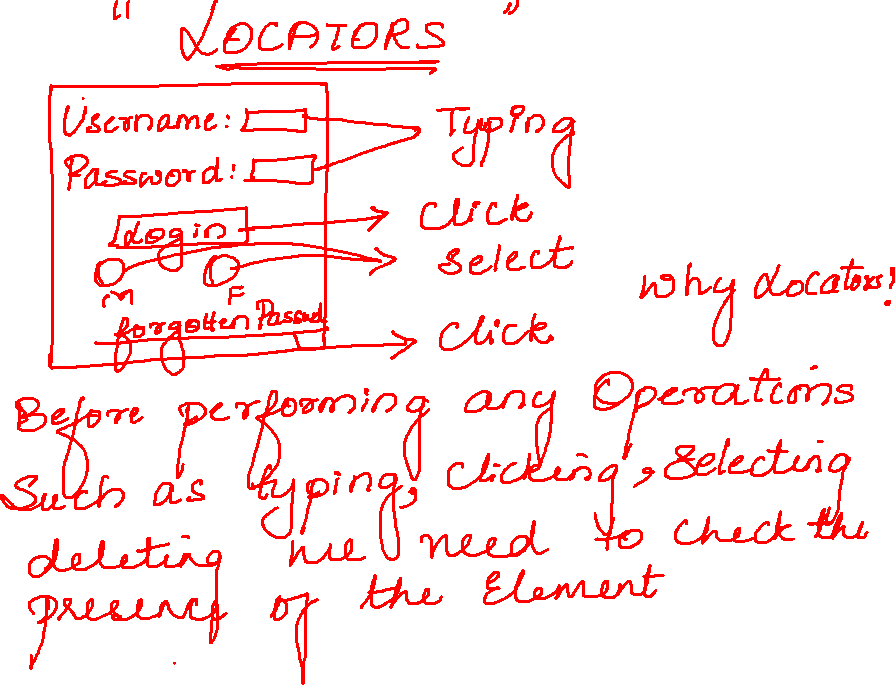 " LOCATORS "
Username:
Typing
Password:
Login
Click
Select
M F
Why Locators?
forgotten Passwd
Click
Before performing any Operations
Such as typing, Clicking, Selecting
deleting we need to check the
presence of the Element